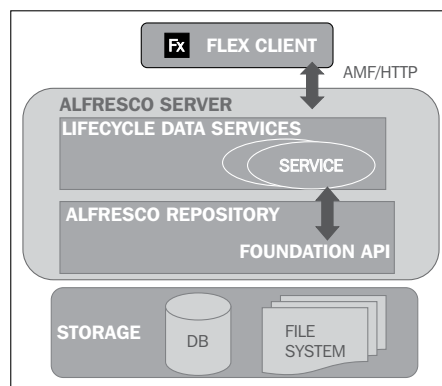 Fx FLEX CLIENT
AMF/HTTP
ALFRESCO SERVER
LIFECYCLE DATA SERVICES
SERVICE
ALFRESCO REPOSITORY
FOUNDATION API
STORAGE
DB
FILE
SYSTEM